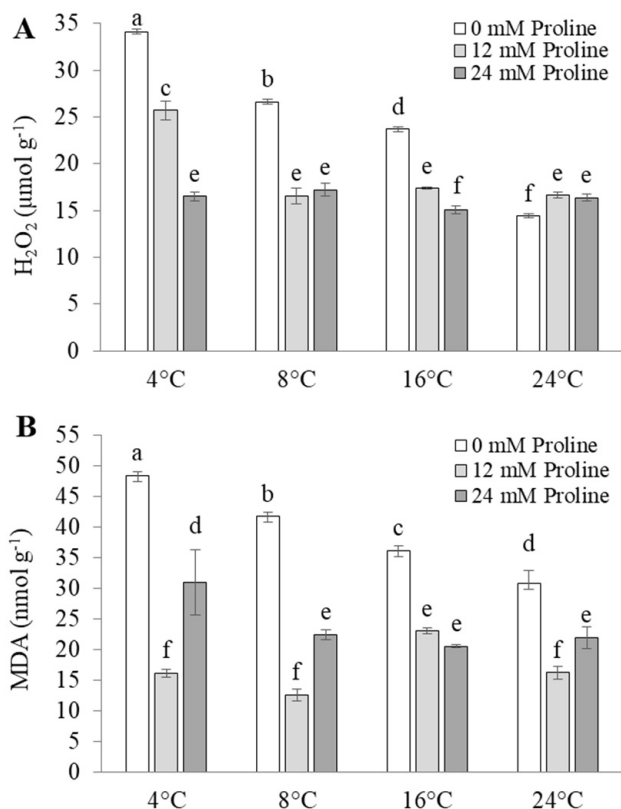 A
H₂O₂ (µmol g⁻¹)
35
30
25
20
15
10
5
0
0 mM Proline
12 mM Proline
24 mM Proline
a
c
e
b
e
e
d
e
f
f
e
e
4°C
8°C
16°C
24°C
B
MDA (nmol g⁻¹)
55
50
45
40
35
30
25
20
15
10
5
0
0 mM Proline
12 mM Proline
24 mM Proline
a
f
d
b
f
e
c
e
e
d
f
e
4°C
8°C
16°C
24°C